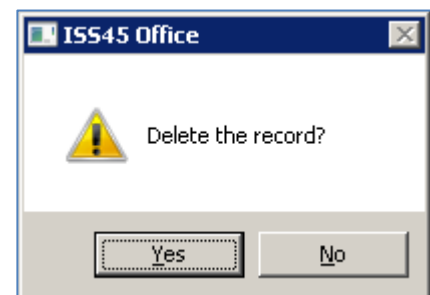 ISS45 Office
Delete the record?
Yes
No